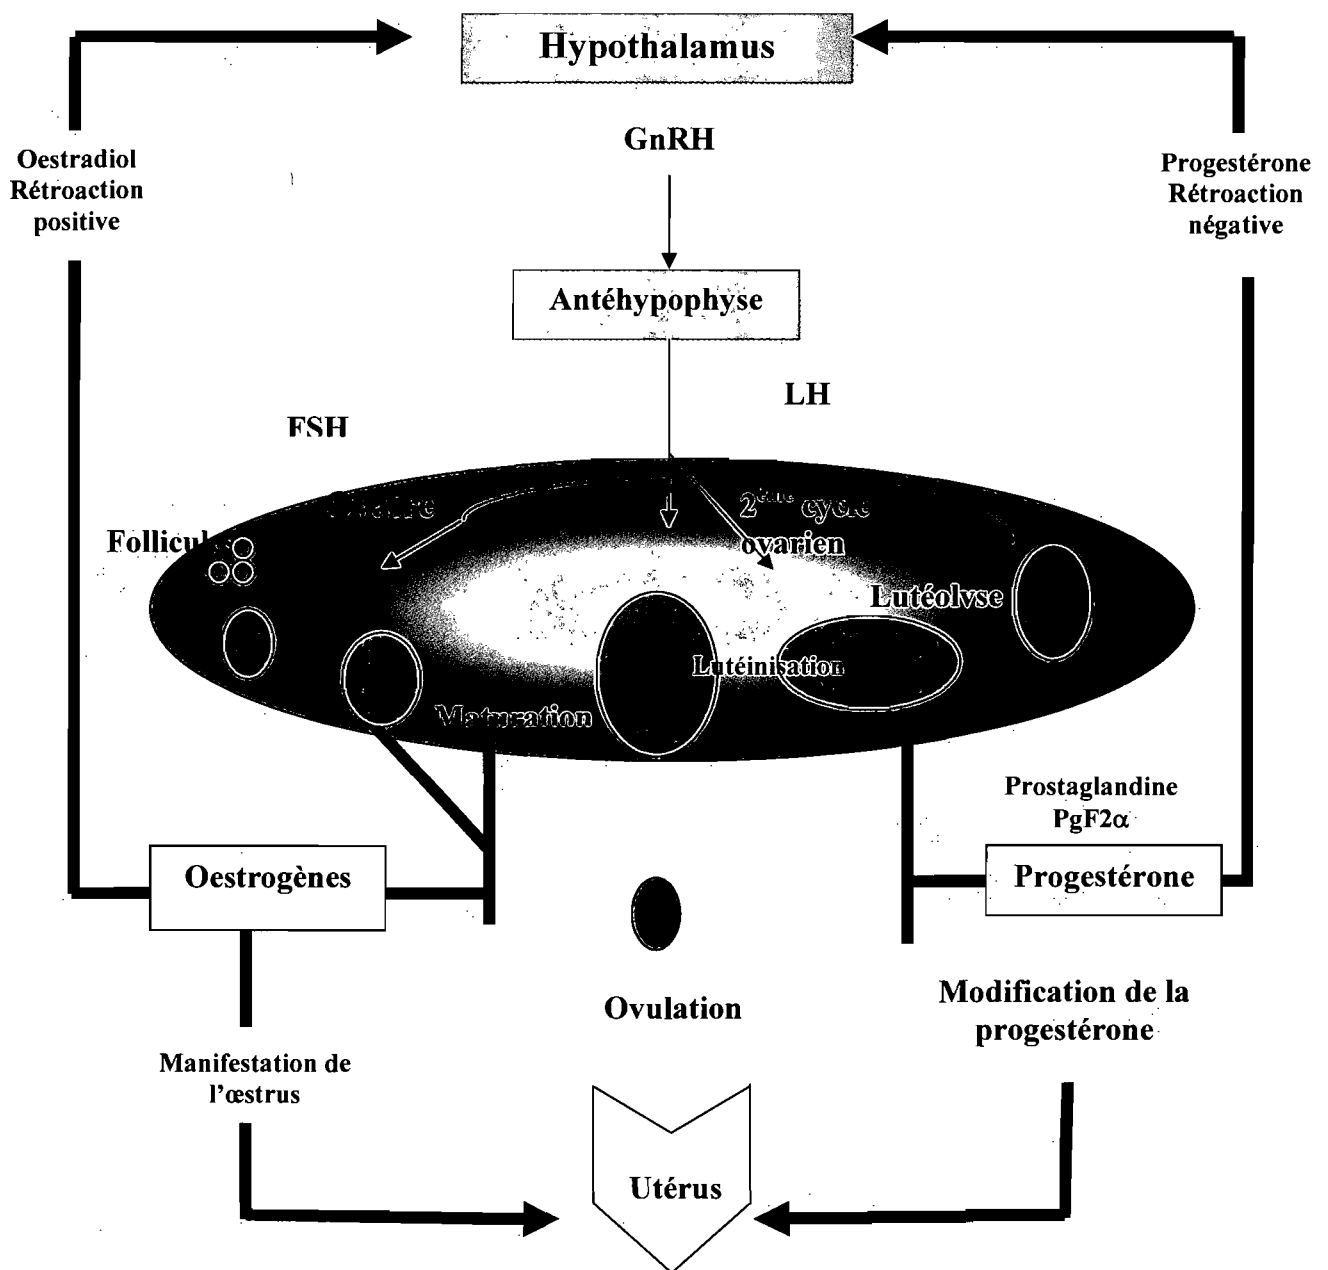 Hypothalamus
GnRH
Oestradiol
Rétroaction
positive
Progestérone
Rétroaction
négative
Antéhypophyse
LH
FSH
2ème cycle
ovarien
Lutéolyse
Lutéinisation
Maturation
Prostaglandine
PgF2α
Oestrogènes
Progestérone
Ovulation
Modification de la
progestérone
Manifestation de
l'œstrus
Utérus